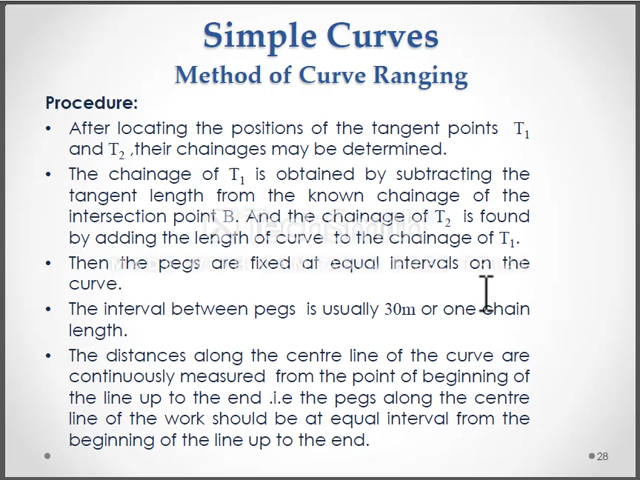 Simple Curves
Method of Curve Ranging
Procedure:
• After locating the positions of the tangent points T₁
and T₂ ,their chainages may be determined.
• The chainage of T₁ is obtained by subtracting the
tangent length from the known chainage of the
intersection point B. And the chainage of T₂ is found
by adding the length of curve to the chainage of T₁.
• Then the pegs are fixed at equal intervals on the
curve.
• The interval between pegs is usually 30m or one chain
length.
• The distances along the centre line of the curve are
continuously measured from the point of beginning of
the line up to the end .i.e the pegs along the centre
line of the work should be at equal interval from the
beginning of the line up to the end.
28